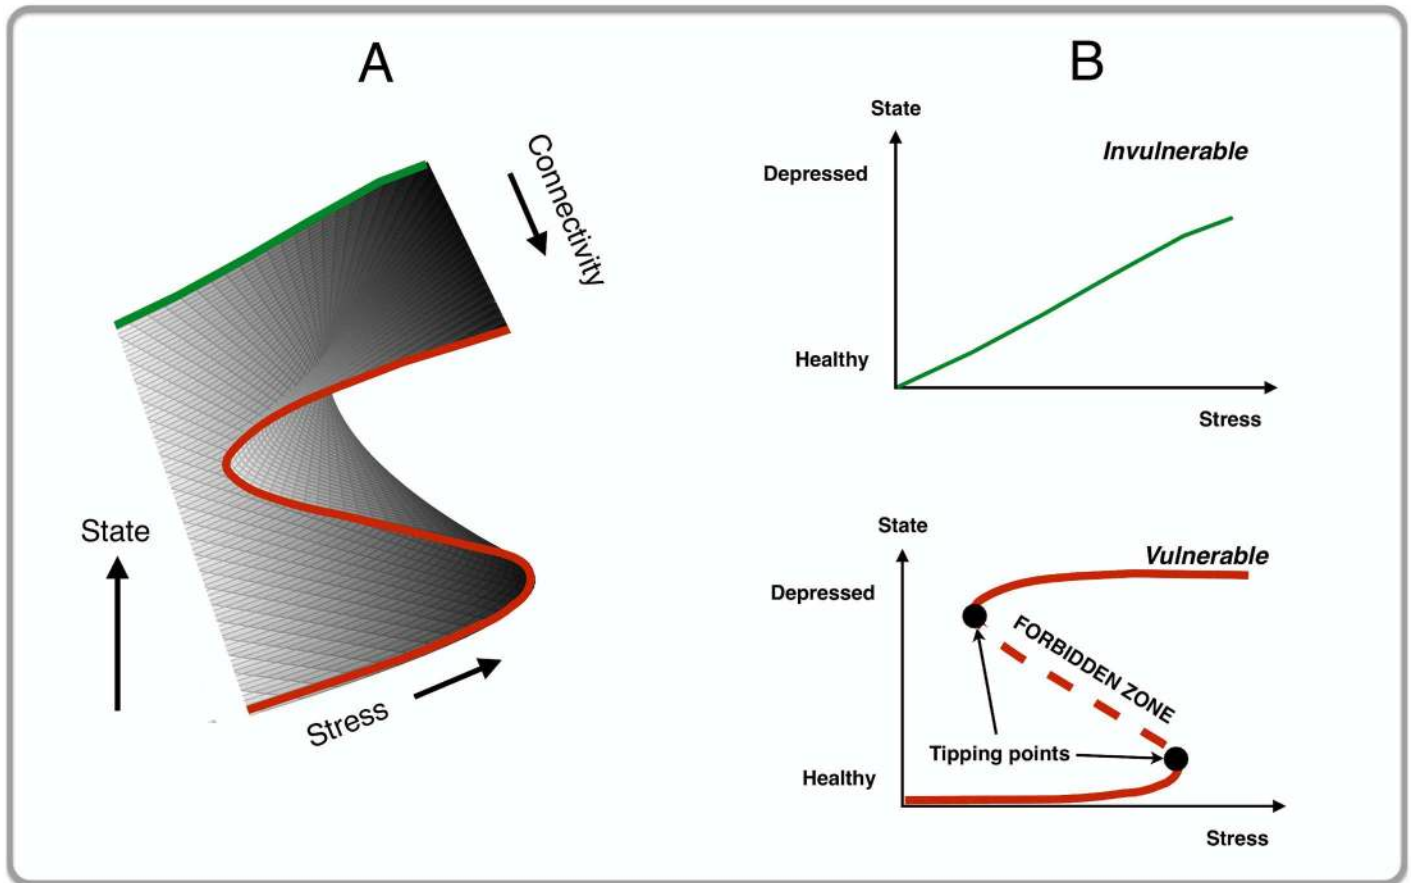 A
Connectivity
State
Stress
B
State
Invulnerable
Depressed
Healthy
Stress
State
Vulnerable
Depressed
FORBIDDEN ZONE
Tipping points
Healthy
Stress